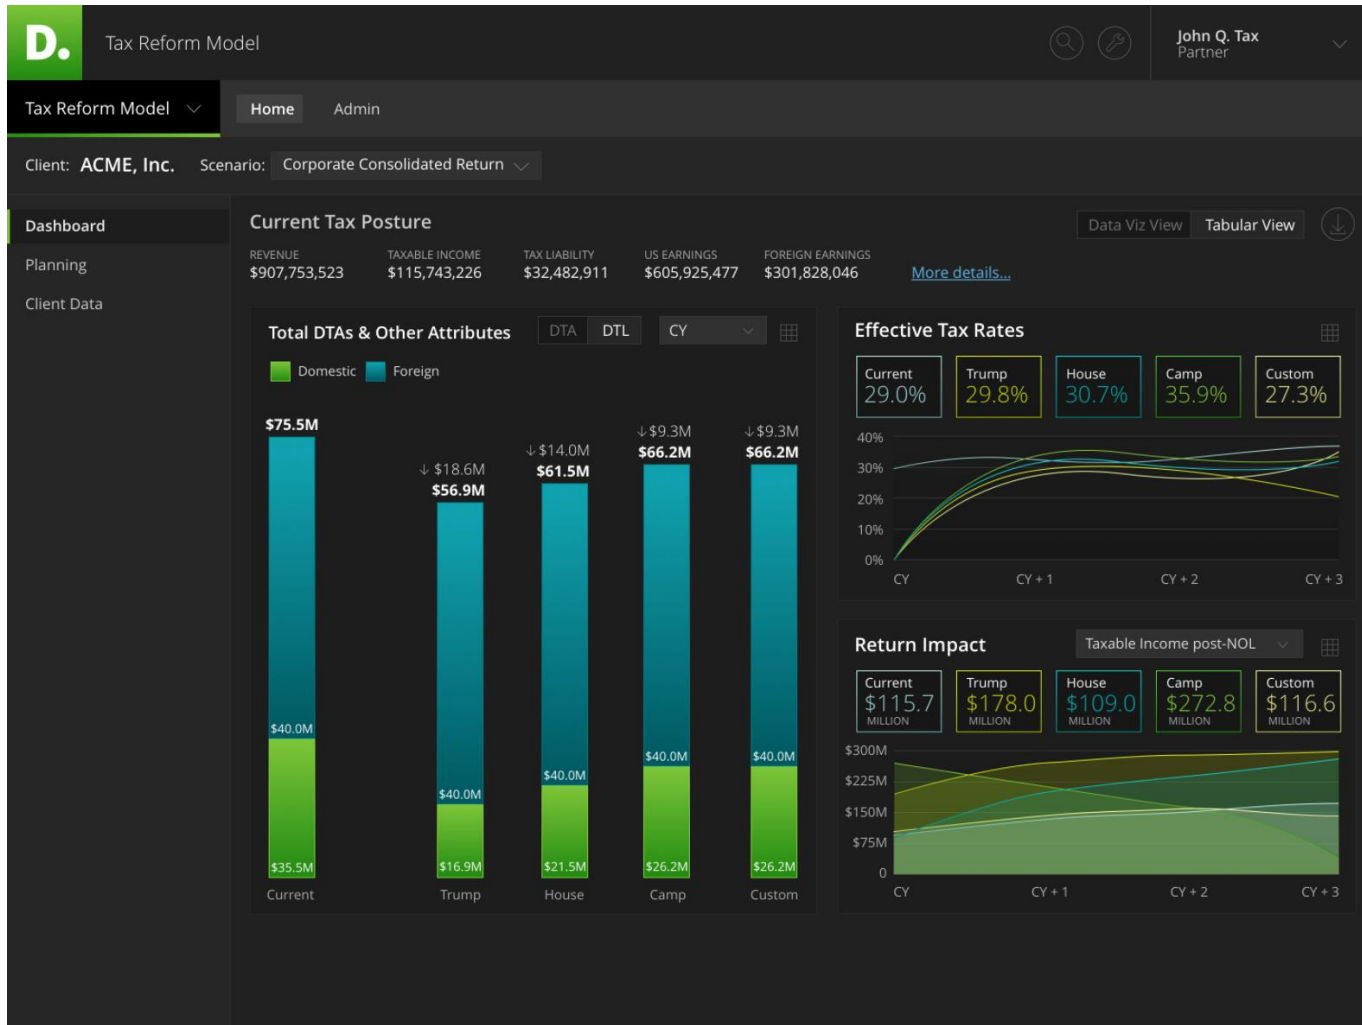 D.
Tax Reform Model
John Q. Tax
Partner
Tax Reform Model
Home
Admin
Client: ACME, Inc.
Scenario: Corporate Consolidated Return
Dashboard
Planning
Client Data
Current Tax Posture
Data Viz View
Tabular View
REVENUE
$907,753,523
TAXABLE INCOME
$115,743,226
TAX LIABILITY
$32,482,911
US EARNINGS
$605,925,477
FOREIGN EARNINGS
$301,828,046
More details...
Total DTAs & Other Attributes
DTA
DTL
CY
Domestic
Foreign
$75.5M
$40.0M
$35.5M
Current
↓ $18.6M
$56.9M
$40.0M
$16.9M
Trump
↓ $14.0M
$61.5M
$40.0M
$21.5M
House
↓ $9.3M
$66.2M
$40.0M
$26.2M
Camp
↓ $9.3M
$66.2M
$40.0M
$26.2M
Custom
Effective Tax Rates
Current
29.0%
Trump
29.8%
House
30.7%
Camp
35.9%
Custom
27.3%
40%
30%
20%
10%
0%
CY
CY + 1
CY + 2
CY + 3
Return Impact
Taxable Income post-NOL
Current
$115.7
MILLION
Trump
$178.0
MILLION
House
$109.0
MILLION
Camp
$272.8
MILLION
Custom
$116.6
MILLION
$300M
$225M
$150M
$75M
0
CY
CY + 1
CY + 2
CY + 3